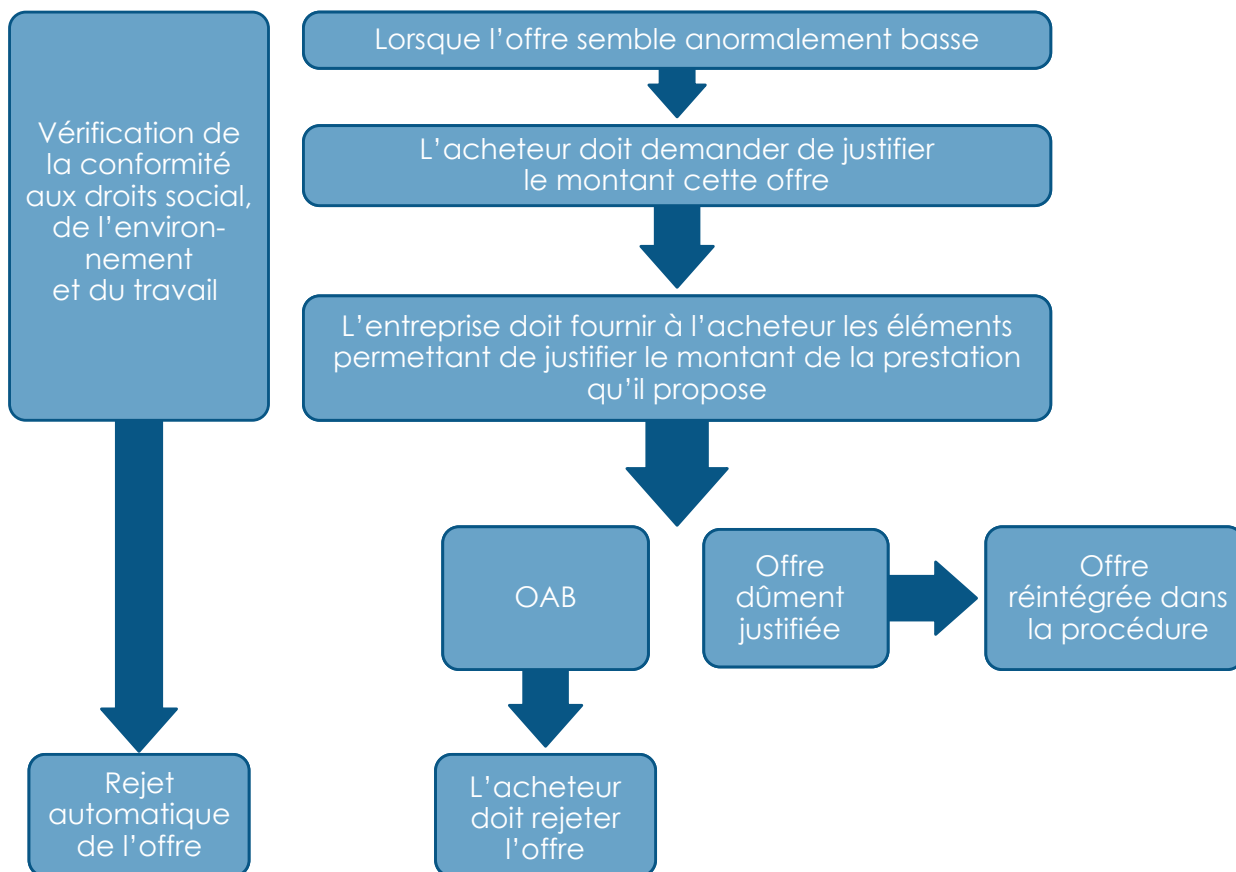 Vérification de
la conformité
aux droits social,
de l’environ-
nement
et du travail
Rejet
automatique
de l’offre
Lorsque l’offre semble anormalement basse
L’acheteur doit demander de justifier
le montant cette offre
L’entreprise doit fournir à l’acheteur les éléments
permettant de justifier le montant de la prestation
qu’il propose
OAB
Offre
dûment
justifiée
Offre
réintégrée dans
la procédure
L’acheteur
doit rejeter
l’offre